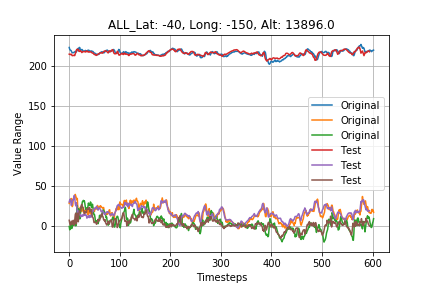 ALL_Lat: -40, Long: -150, Alt: 13896.0
Value Range
200
150
100
50
0
Original
Original
Original
Test
Test
Test
0
100
200
300
400
500
600
Timesteps